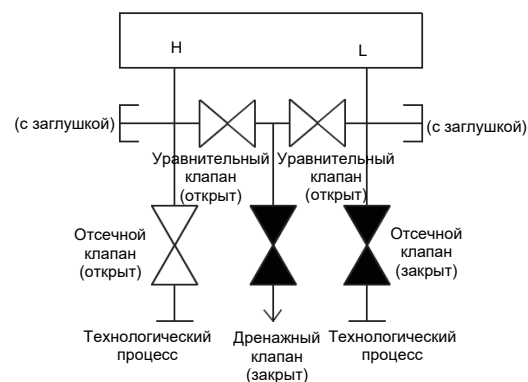 H
L
(с заглушкой)
(с заглушкой)
Уравнительный
клапан
(открыт)
Уравнительный
клапан
(открыт)
Отсечной
клапан
(открыт)
Отсечной
клапан
(закрыт)
Технологический
процесс
Дренажный
клапан
(закрыт)
Технологический
процесс